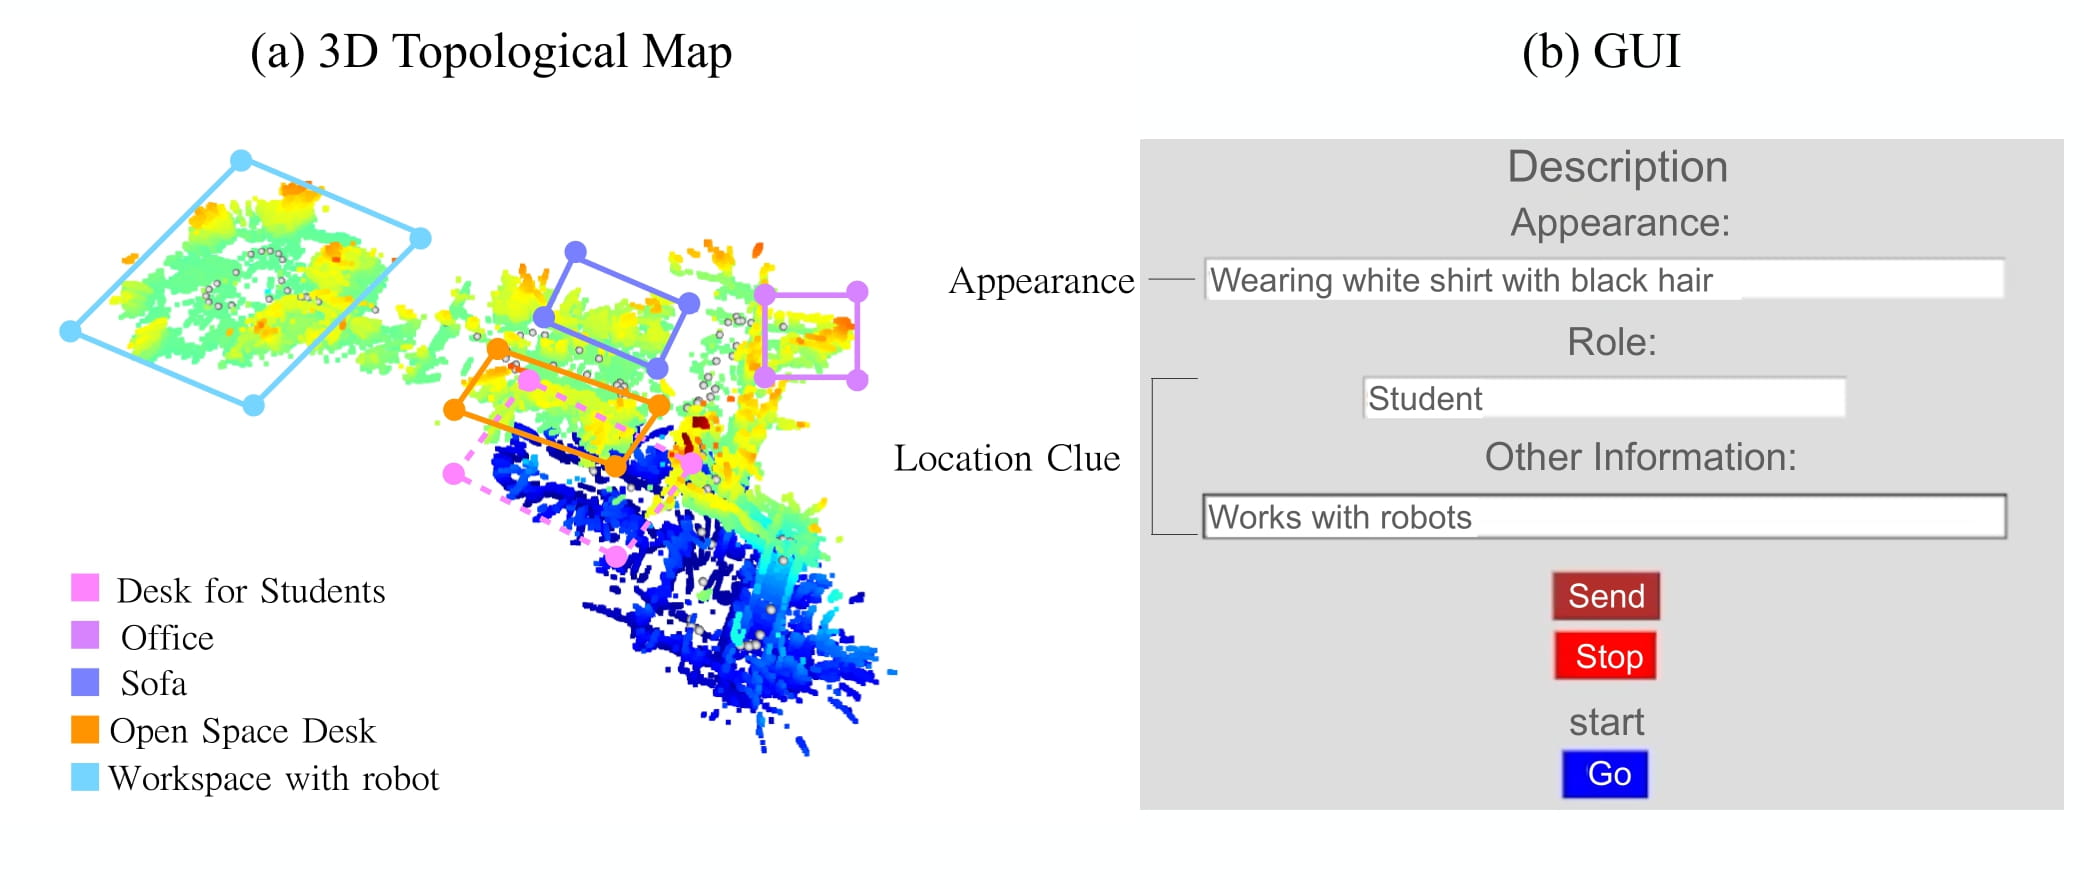 (a) 3D Topological Map
Desk for Students
Office
Sofa
Open Space Desk
Workspace with robot
(b) GUI
Description
Appearance:
Appearance
Wearing white shirt with black hair
Role:
Student
Location Clue
Other Information:
Works with robots
Send
Stop
start
Go